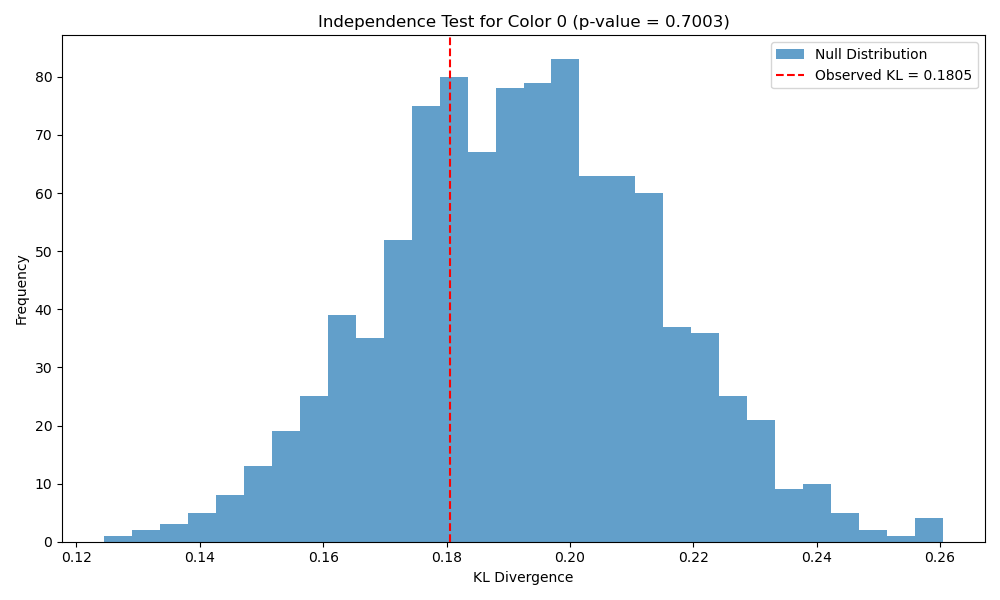 Independence Test for Color 0 (p-value = 0.7003)
Null Distribution
Observed KL = 0.1805
Frequency
80
70
60
50
40
30
20
10
0
0.12 0.14 0.16 0.18 0.20 0.22 0.24 0.26
KL Divergence